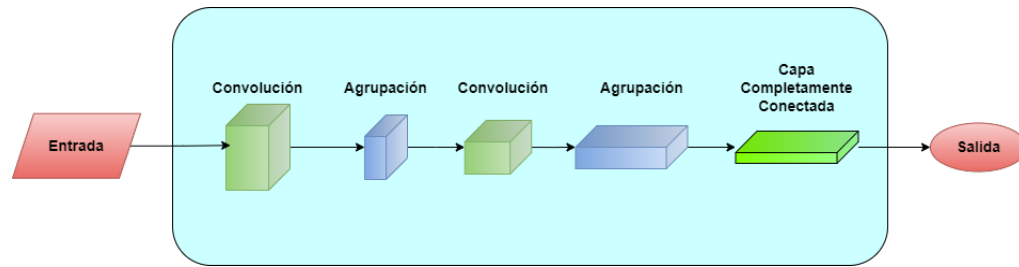 Entrada
Convolución
Agrupación
Convolución
Agrupación
Capa
Completamente
Conectada
Salida